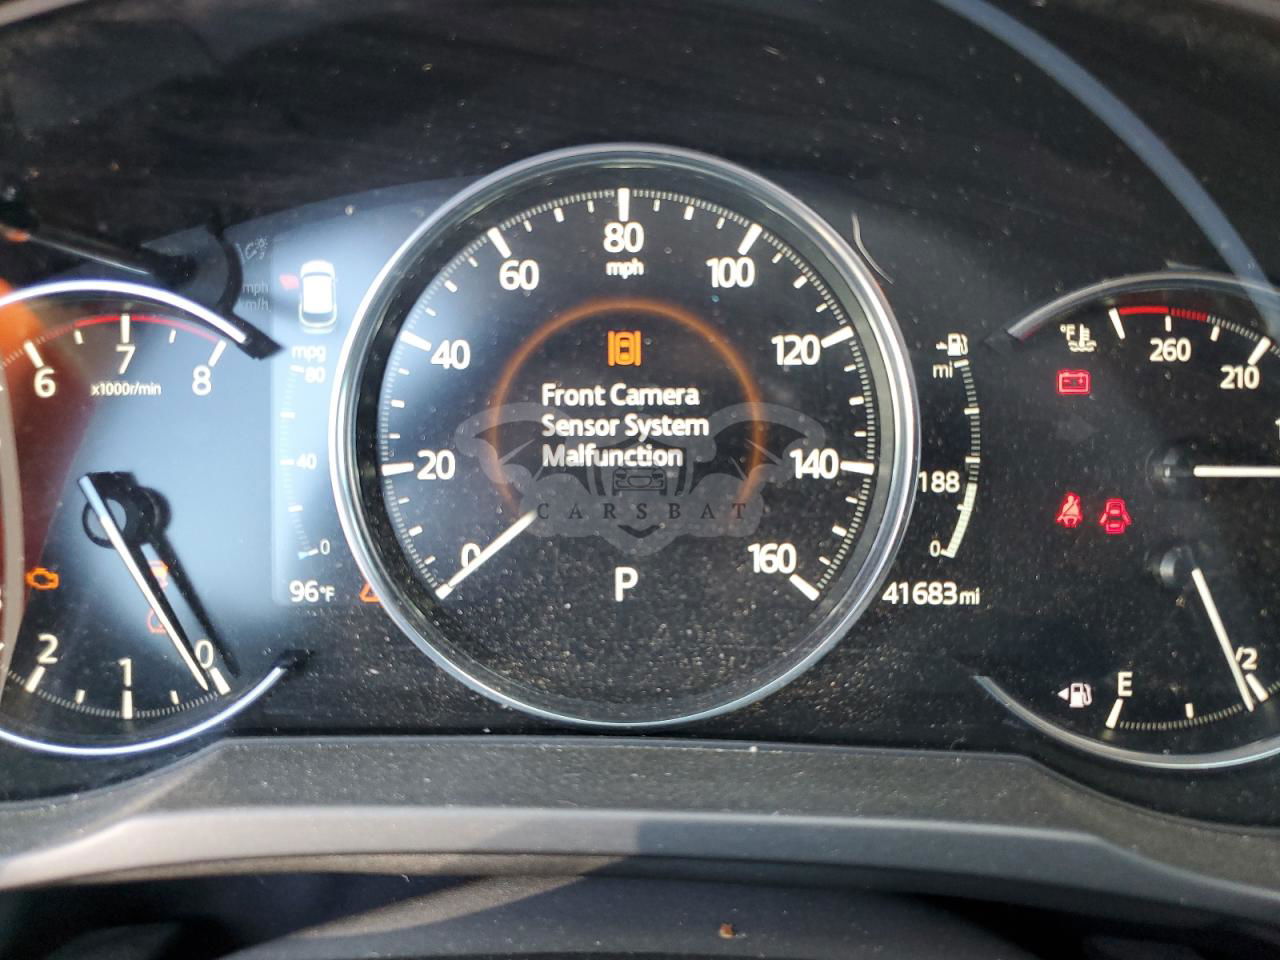 80
mph
60
100
40
120
20
140
0
160
Front Camera
Sensor System
Malfunction
CARSBAT
P
mph
km/h
mpg
80
40
0
96°F
6
7
8
x1000r/min
2
1
0
mi
188
0
41683mi
°F
260
210
E
1/2